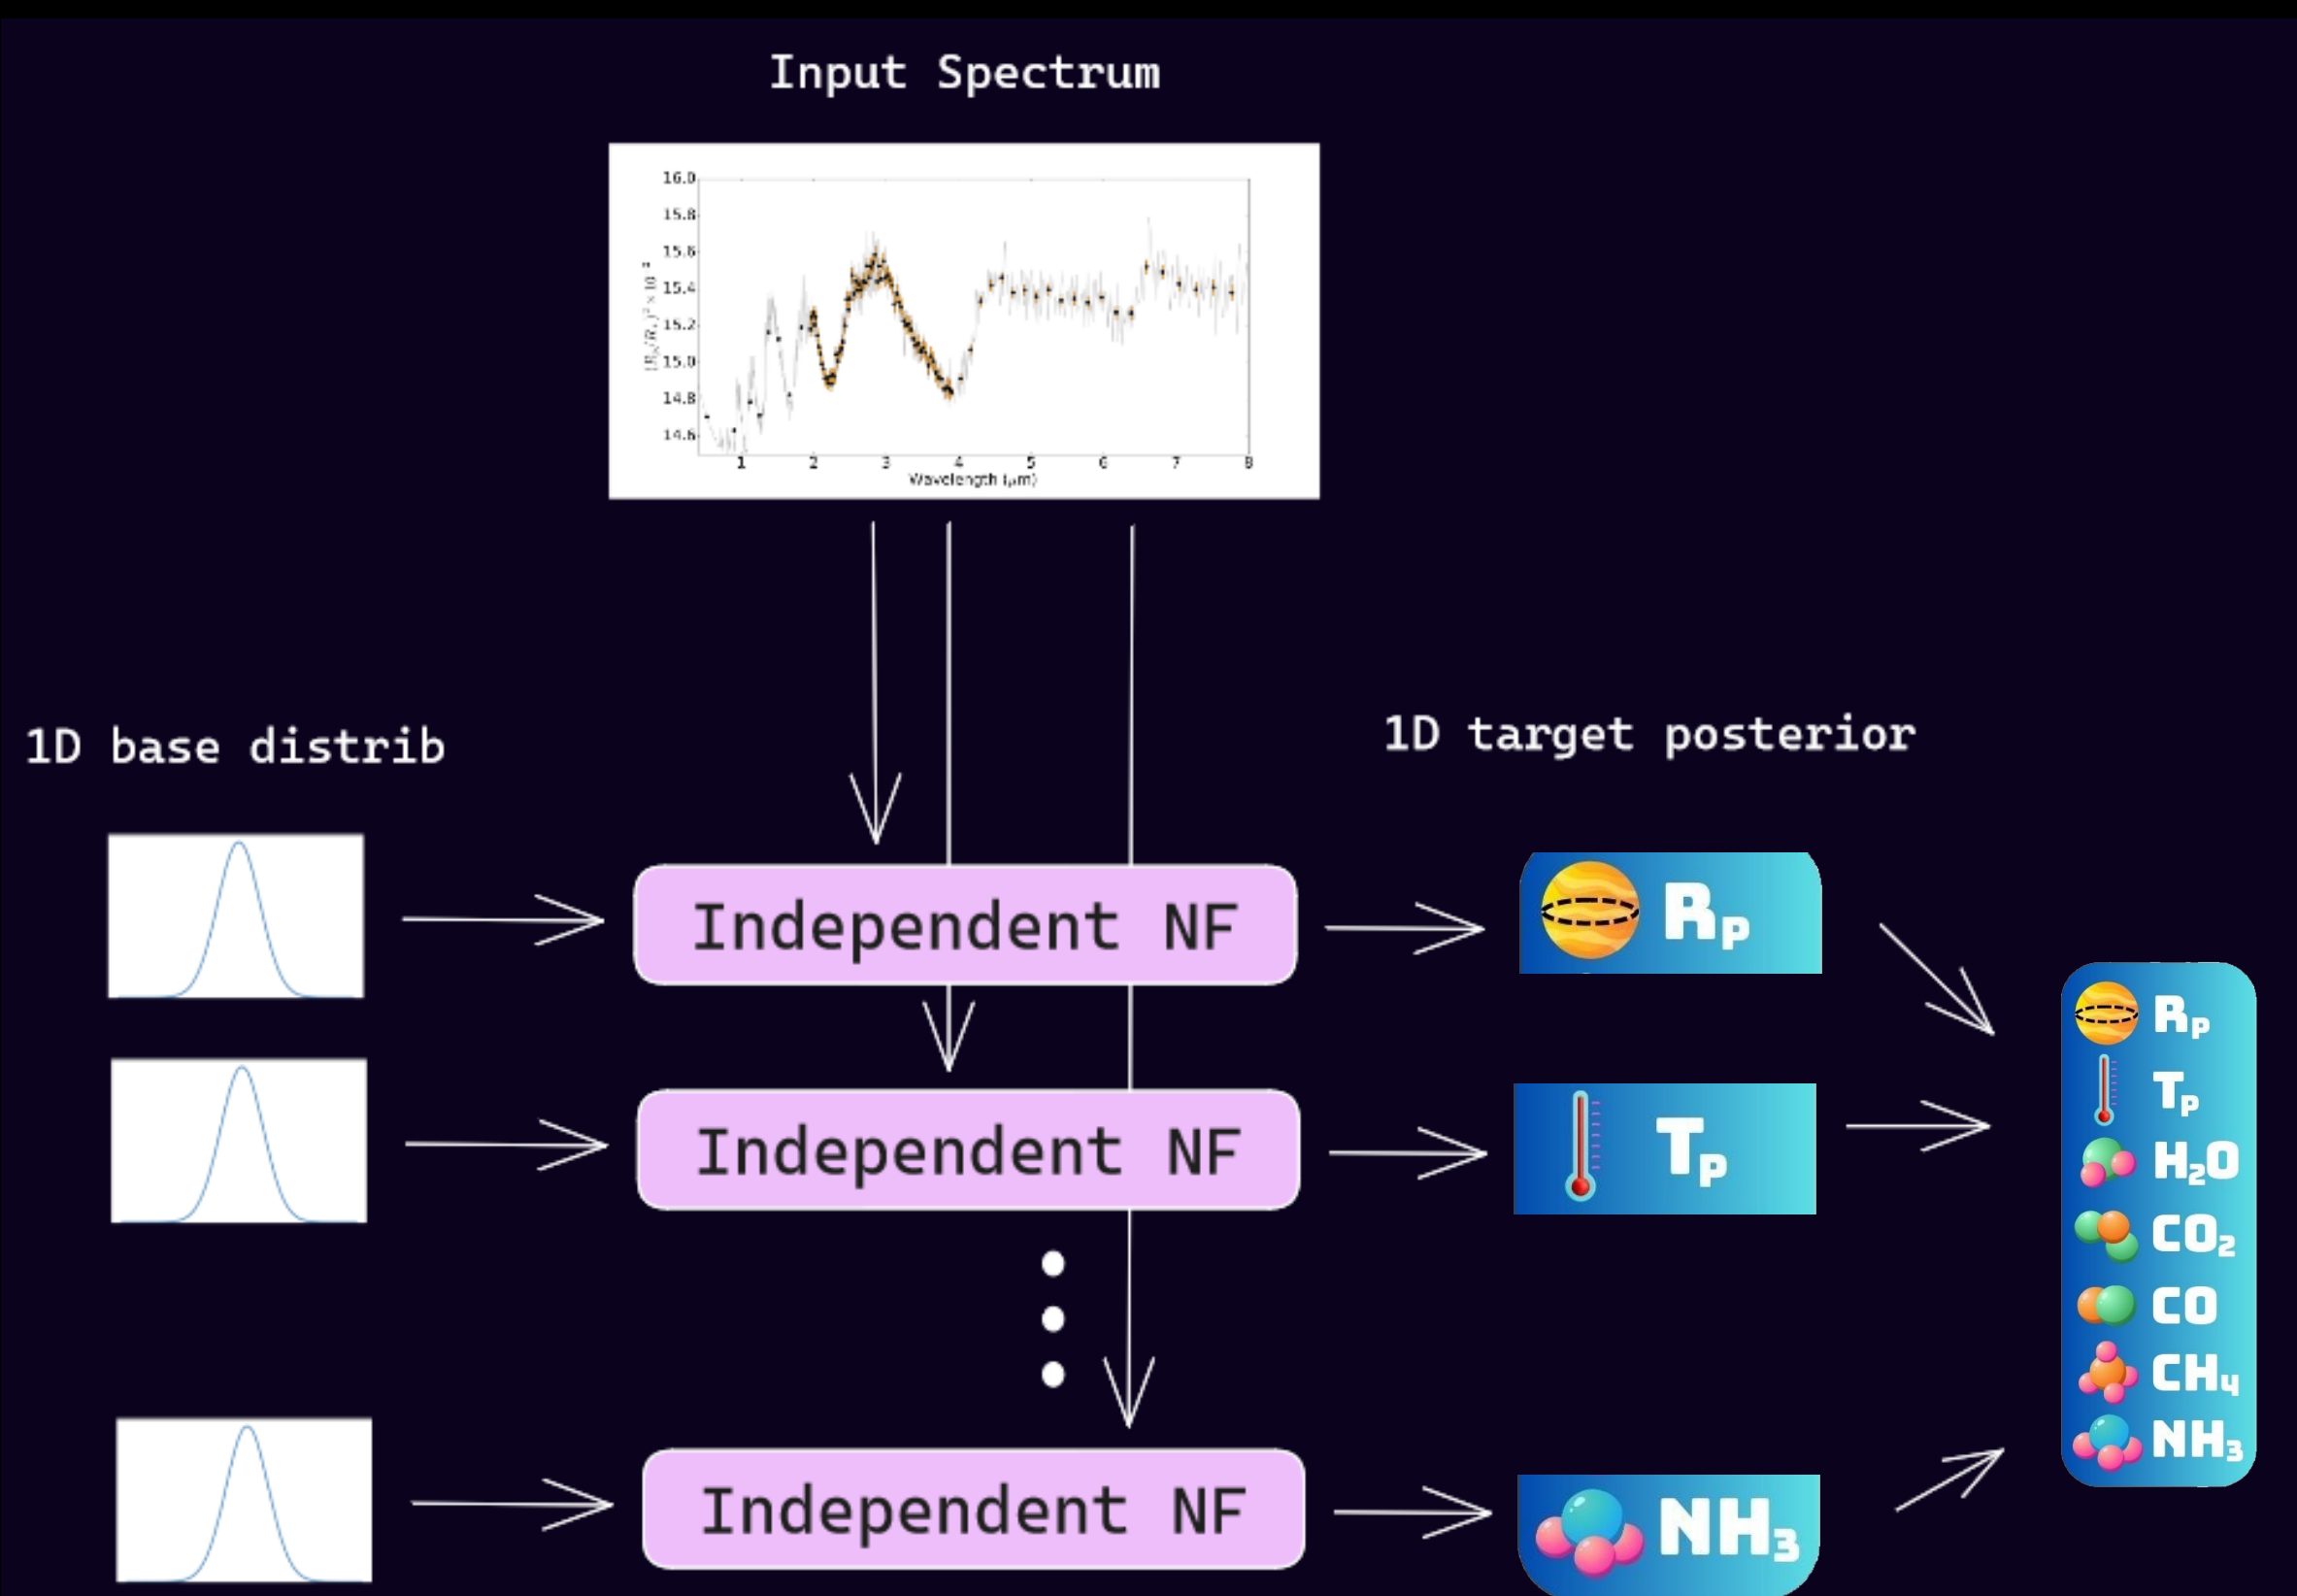 Input Spectrum
16.0
15.8
15.6
15.4
15.2
15.0
14.8
14.6
1 2 3 4 5 6 7 8
Wavelength (μm)
1D base distrib
1D target posterior
Independent NF
Rp
Independent NF
Tp
Independent NF
NH₃
Rp
Tp
H₂O
CO₂
CO
CH₄
NH₃